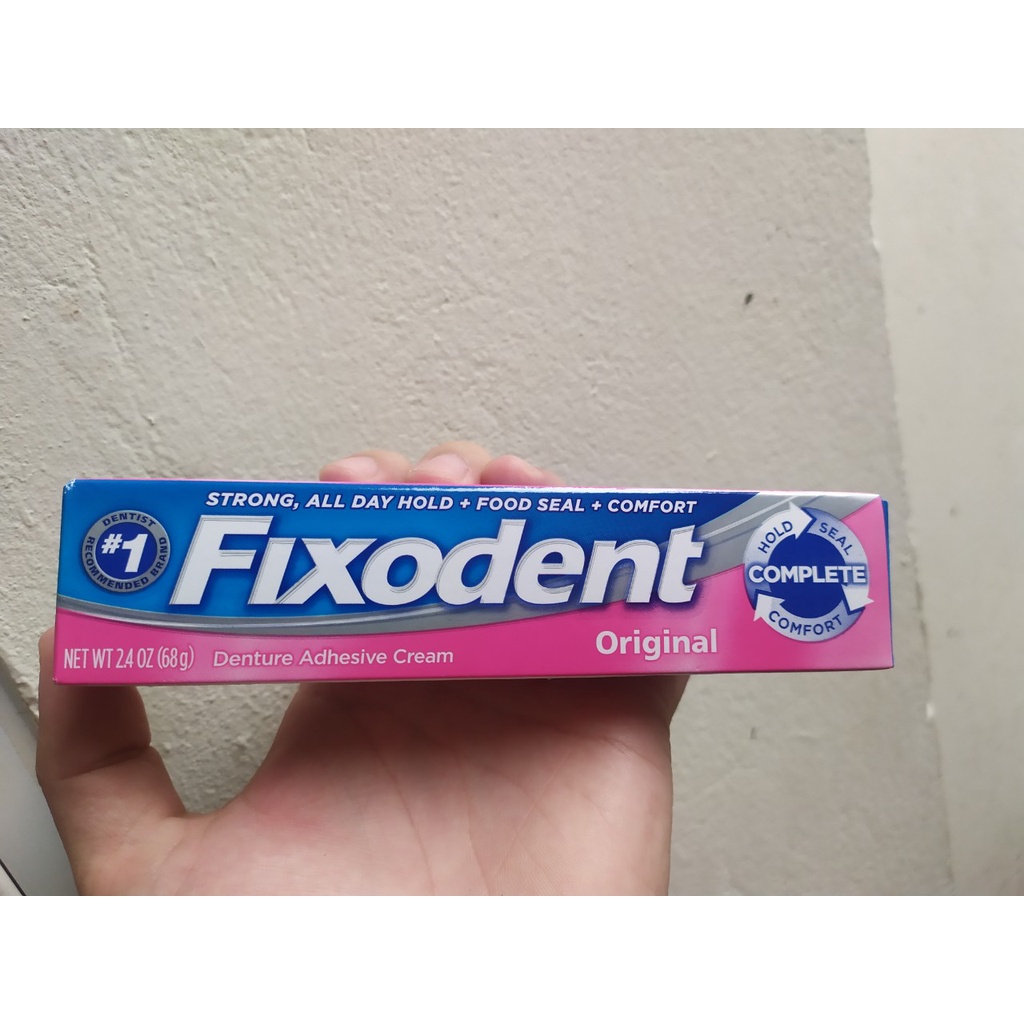 STRONG, ALL DAY HOLD + FOOD SEAL + COMFORT
DENTIST
#1
RECOMMENDED BRAND
Fixodent
Original
NET WT 2.4 OZ (68g) Denture Adhesive Cream
HOLD
SEAL
COMPLETE
COMFORT